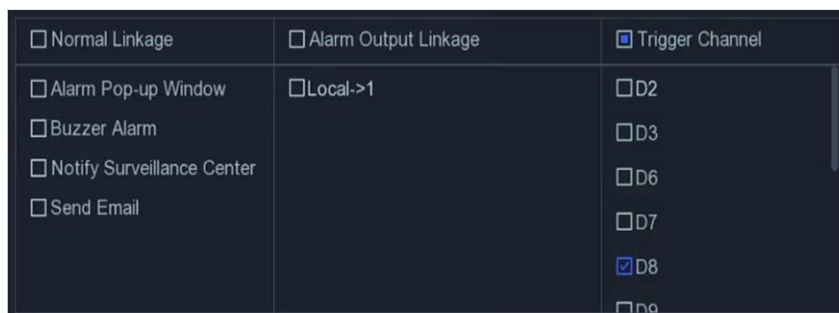 Normal Linkage
Alarm Output Linkage
Trigger Channel
Alarm Pop-up Window
Buzzer Alarm
Notify Surveillance Center
Send Email
Local->1
D2
D3
D6
D7
D8
D9